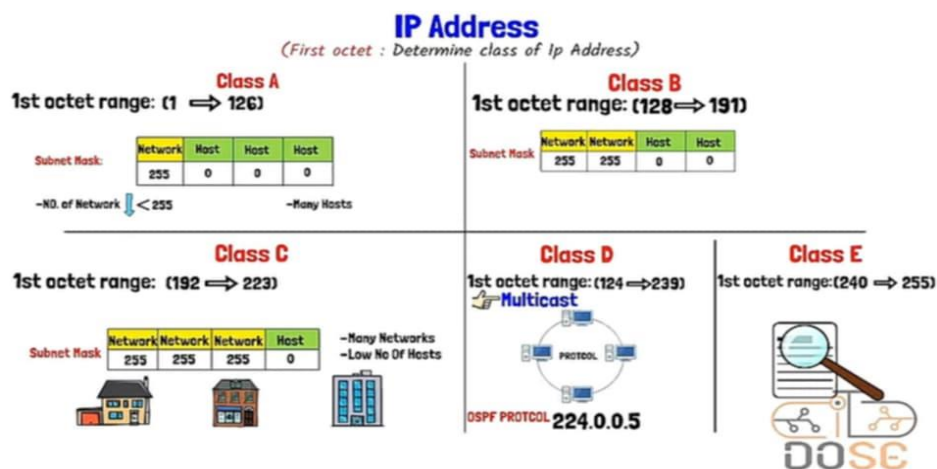 IP Address
(First octet : Determine class of Ip Address)
Class A
1st octet range: (1 ⇒ 126)
Subnet Mask:
Network Host Host Host
255 0 0 0
-NO. of Network ⇓ < 255
-Many Hosts
Class B
1st octet range: (128⇒191)
Subnet Mask
Network Network Host Host
255 255 0 0
Class C
1st octet range: (192 ⇒ 223)
Subnet Mask
Network Network Network Host
255 255 255 0
-Many Networks
-Low No Of Hosts
Class D
1st octet range: (124⇒239)
Multicast
PROTCOL
OSPF PROTCOL 224.0.0.5
Class E
1st octet range:(240 ⇒ 255)
DOSE